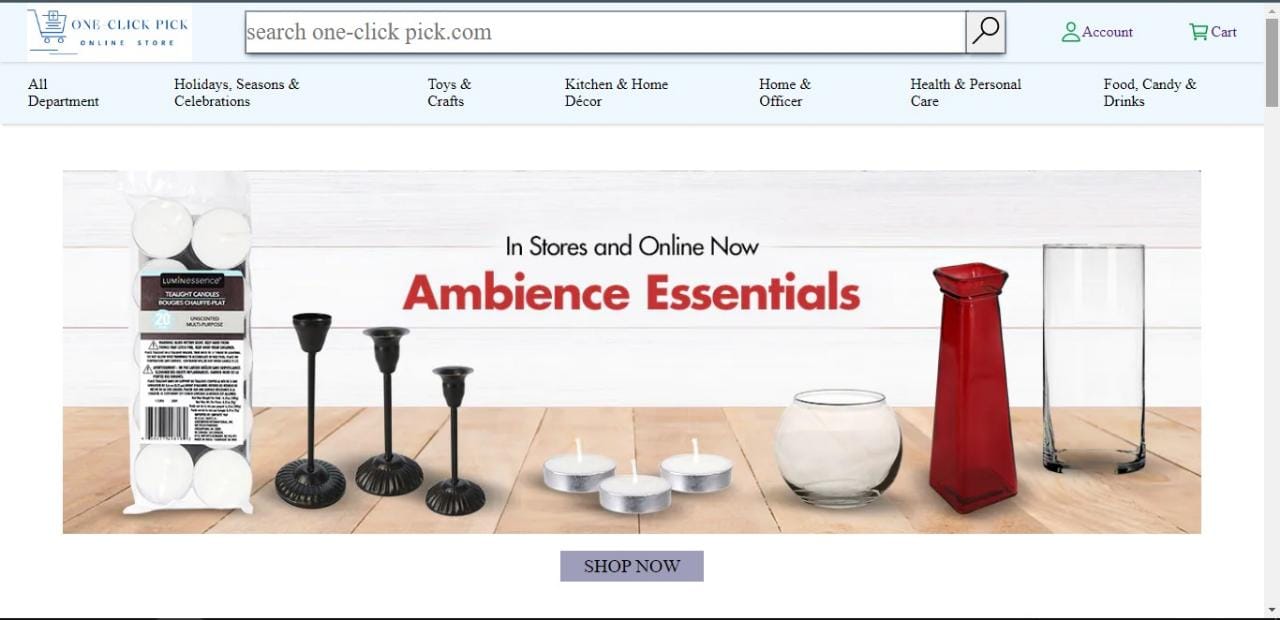 ONE-CLICK PICK
ONLINE STORE
search one-click pick.com
Account
Cart
All
Department
Holidays, Seasons &
Celebrations
Toys &
Crafts
Kitchen & Home
Décor
Home &
Officer
Health & Personal
Care
Food, Candy &
Drinks
In Stores and Online Now
Ambience Essentials
LUMINessence
TEALIGHT CANDLES
BOUGIES CHAUFFE-PLAT
20
UNSCENTED
MULTI-PURPOSE
SHOP NOW